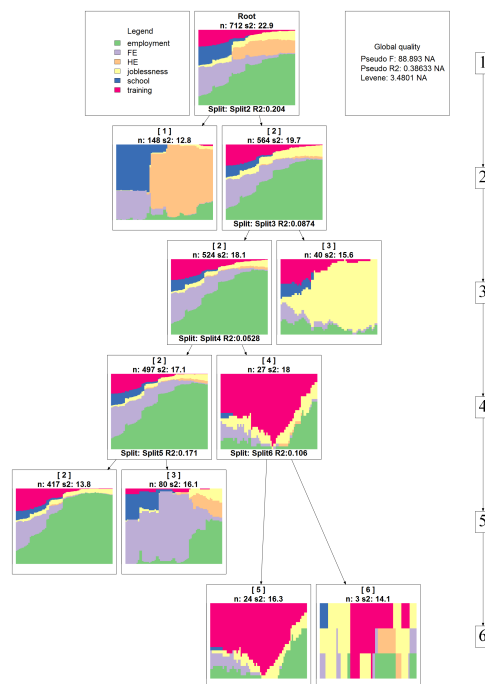 Legend
employment
FE
HE
joblessness
school
training
Root
n: 712 s2: 22.9
Split: Split2 R2:0.204
Global quality
Pseudo F: 88.893 NA
Pseudo R2: 0.38633 NA
Levene: 3.4801 NA
1
[ 1 ]
n: 148 s2: 12.8
[ 2 ]
n: 564 s2: 19.7
Split: Split3 R2:0.0874
2
[ 2 ]
n: 524 s2: 18.1
Split: Split4 R2:0.0528
[ 3 ]
n: 40 s2: 15.6
3
[ 2 ]
n: 497 s2: 17.1
Split: Split5 R2:0.171
[ 4 ]
n: 27 s2: 18
Split: Split6 R2:0.106
4
[ 2 ]
n: 417 s2: 13.8
[ 3 ]
n: 80 s2: 16.1
5
[ 5 ]
n: 24 s2: 16.3
[ 6 ]
n: 3 s2: 14.1
6